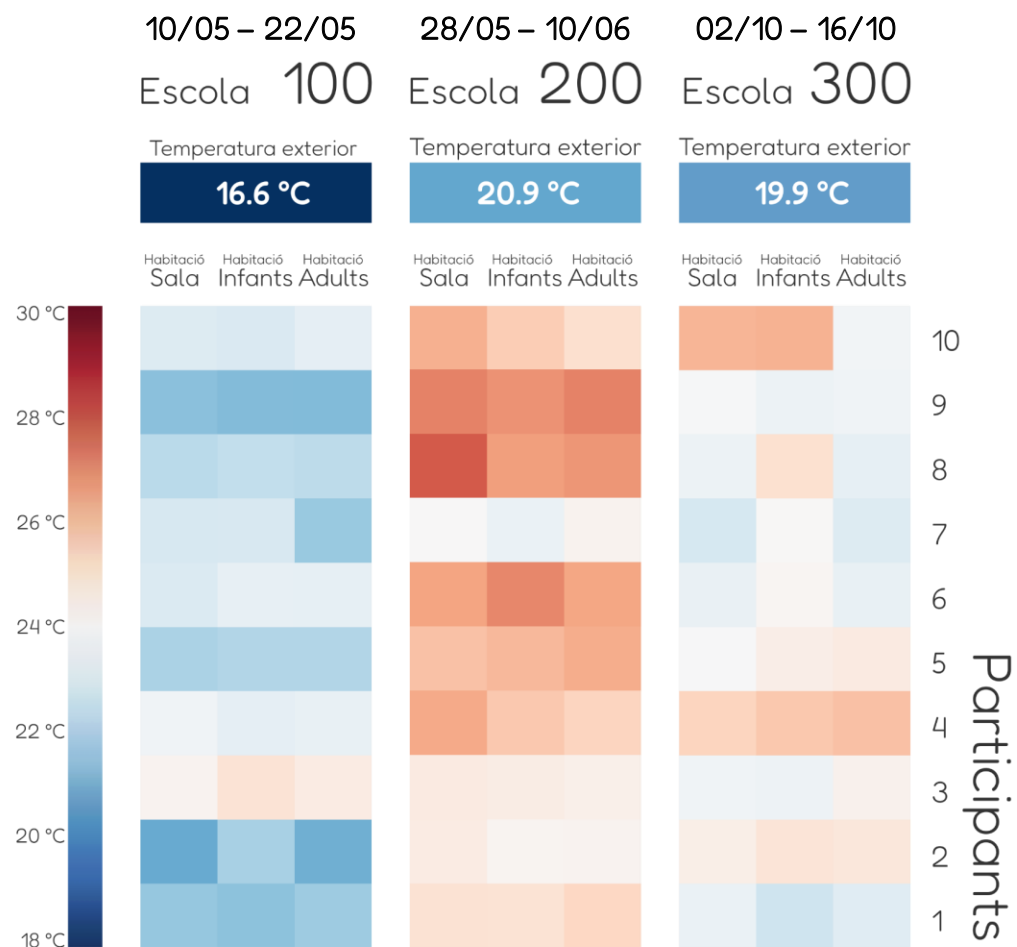 10/05 – 22/05 28/05 – 10/06 02/10 – 16/10
Escola 100 Escola 200 Escola 300
Temperatura exterior Temperatura exterior Temperatura exterior
16.6 °C 20.9 °C 19.9 °C
Habitació Habitació Habitació Habitació Habitació Habitació Habitació Habitació Habitació
Sala Infants Adults Sala Infants Adults Sala Infants Adults
30 °C
28 °C
26 °C
24 °C
22 °C
20 °C
18 °C
10
9
8
7
6
5
4
3
2
1
Participants